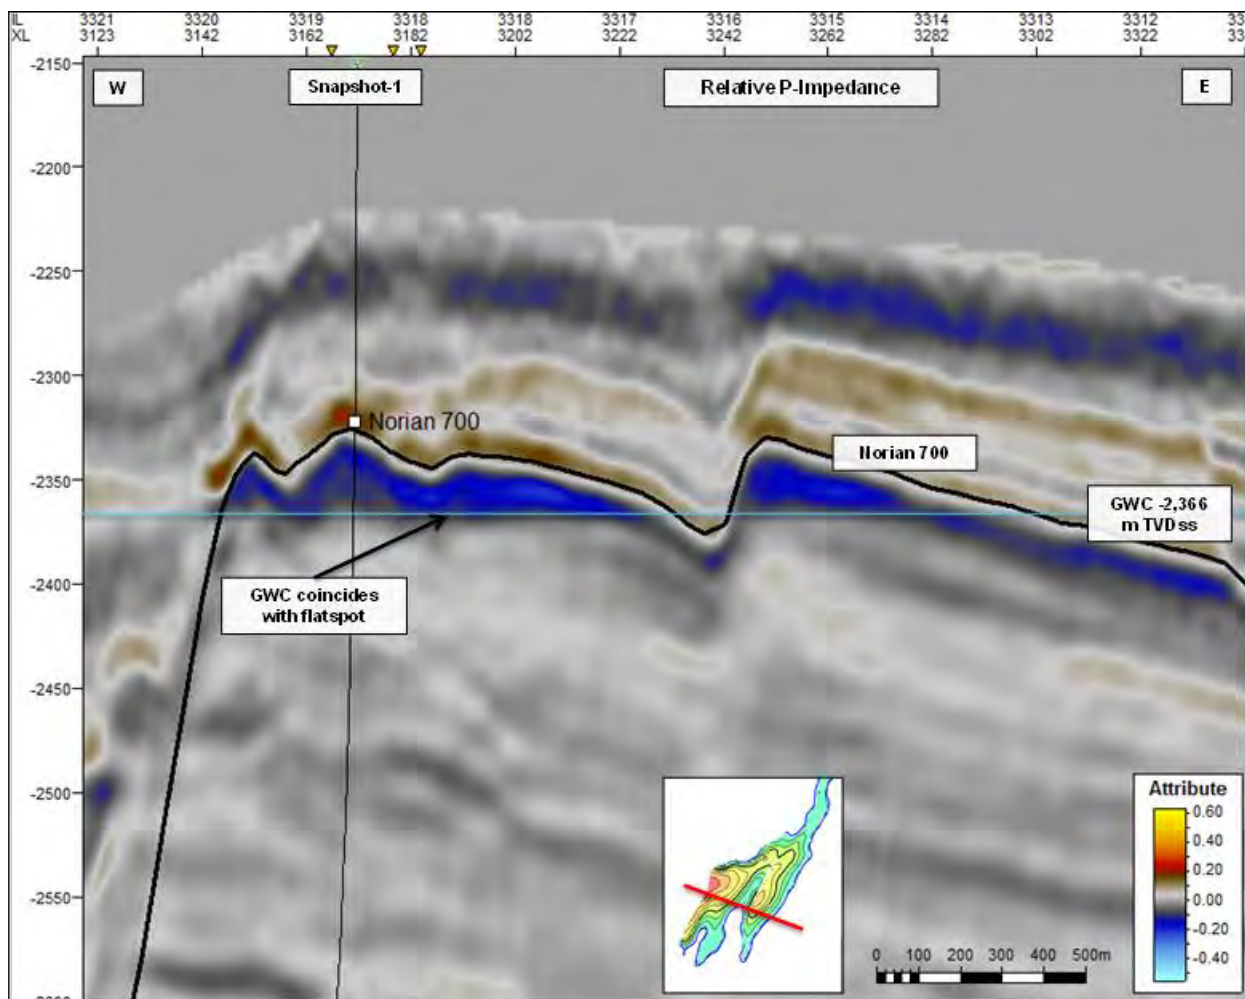 IL 3321 3320 3319 3318 3318 3317 3316 3315 3314 3313 3312
XL 3123 3142 3162 3182 3202 3222 3242 3262 3282 3302 3322
-2150
W
Snapshot-1
Relative P-Impedance
E
-2200
-2250
-2300
Norian 700
Norian 700
-2350
GWC -2,366
m TVDss
-2400
GWC coincides
with flatspot
-2450
-2500
-2550
Attribute
0.60
0.40
0.20
0.00
-0.20
-0.40
0 100 200 300 400 500m